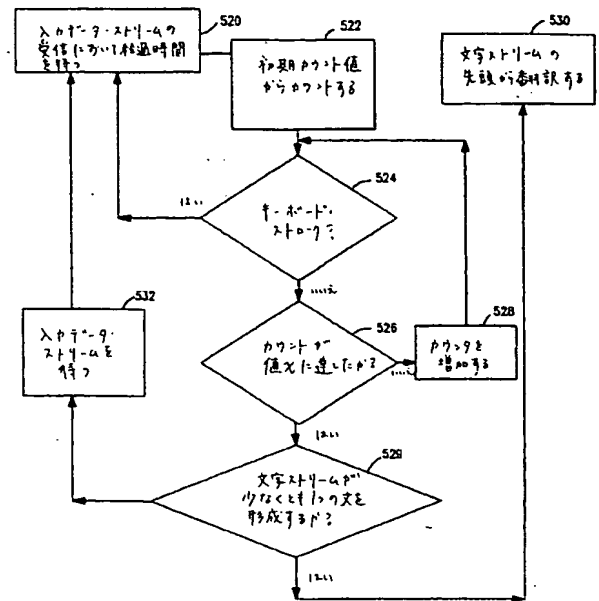 520
入力データ・ストリームの
受信において経過時間
を待つ
522
初期カウント値
からカウントする
530
文字ストリームの
先頭から翻訳する
524
キーボード・
ストローク?
はい
いいえ
532
入力データ・
ストリームを
待つ
526
カウントが
値xに達したか?
いいえ
528
カウンタを
増加する
はい
529
文字ストリームが
少なくとも1つの文を
形成するか?
はい